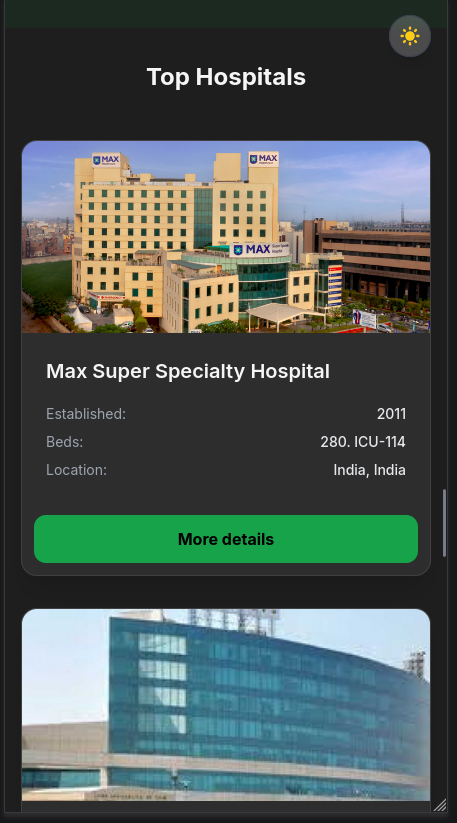 Top Hospitals
MAX
MAX
MAX
Max Super Specialty Hospital
Established: 2011
Beds: 280. ICU-114
Location: India, India
More details